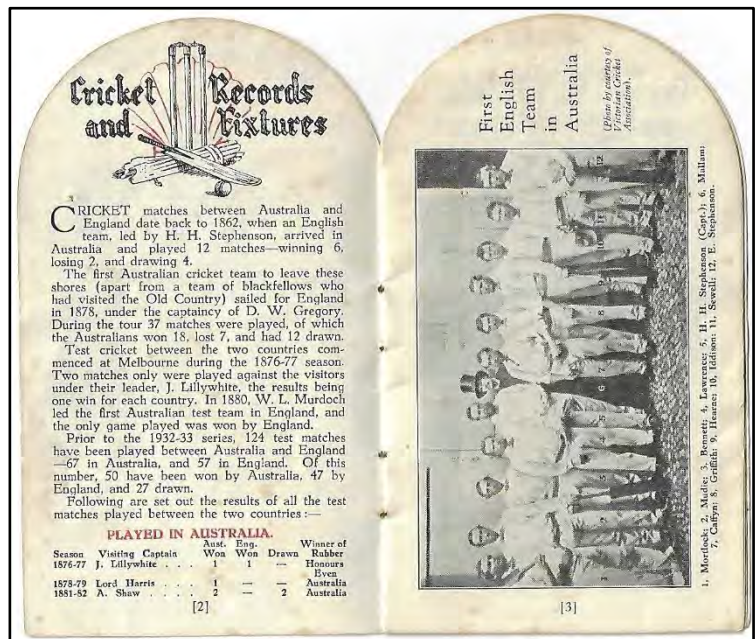 Cricket Records
and Fixtures
CRICKET matches between Australia and
England date back to 1862, when an English
team, led by H. H. Stephenson, arrived in
Australia and played 12 matches—winning 6,
losing 2, and drawing 4.
The first Australian cricket team to leave these
shores (apart from a team of blackfellows who
had visited the Old Country) sailed for England
in 1878, under the captaincy of D. W. Gregory.
During the tour 37 matches were played, of which
the Australians won 18, lost 7, and had 12 drawn.
Test cricket between the two countries com-
menced at Melbourne during the 1876-77 season.
Two matches only were played against the visitors
under their leader, J. Lillywhite, the results being
one win for each country. In 1880, W. L. Murdoch
led the first Australian test team in England, and
the only game played was won by England.
Prior to the 1932-33 series, 124 test matches
have been played between Australia and England
—67 in Australia, and 57 in England. Of this
number, 50 have been won by Australia, 47 by
England, and 27 drawn.
Following are set out the results of all the test
matches played between the two countries:—
PLAYED IN AUSTRALIA.
Aust. Eng. Winner of
Season Visiting Captain Won Won Drawn Rubber
1876-77 J. Lillywhite . . . 1 1 — Honours
Even
1878-79 Lord Harris . . . 1 — — Australia
1881-82 A. Shaw . . . . 2 — 2 Australia
[2]
First
English
Team
in
Australia
(Photo by courtesy of
Victorian Cricket
Association).
3
5
6
7
8
9
10
11
12
1, Mortlock; 2, Mudie; 3, Bennett; 4, Lawrence; 5, H. H. Stephenson (Capt.); 6, Mallam;
7, Caffyn; 8, Griffith; 9, Hearne; 10, Iddison; 11, Sewell; 12, E. Stephenson.
[3]